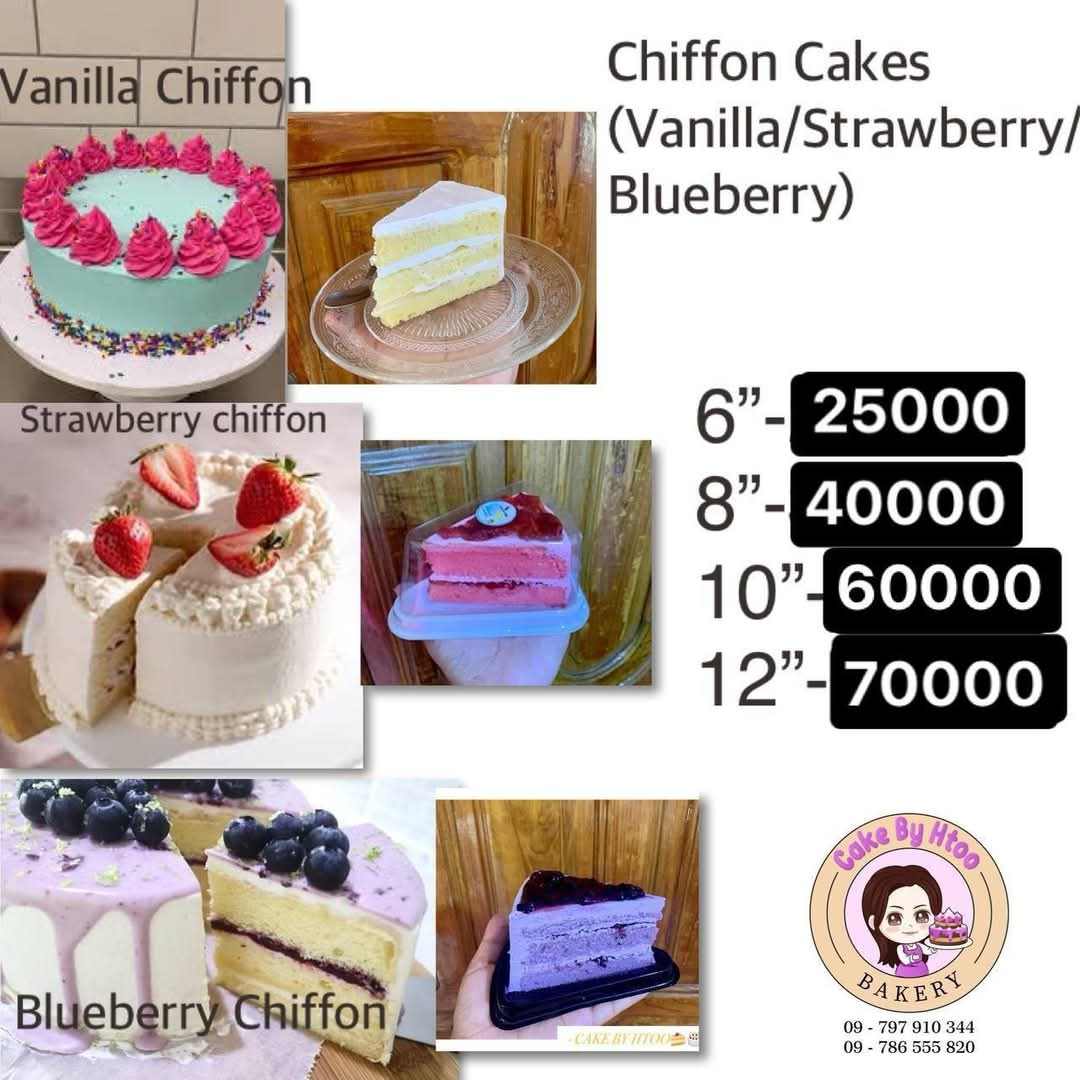 Vanilla Chiffon
Chiffon Cakes
(Vanilla/Strawberry/
Blueberry)
Strawberry chiffon
6”- 25000
8”- 40000
10”- 60000
12”- 70000
Blueberry Chiffon
-CAKE BY HTOO
Cake By Htoo
BAKERY
09 - 797 910 344
09 - 786 555 820